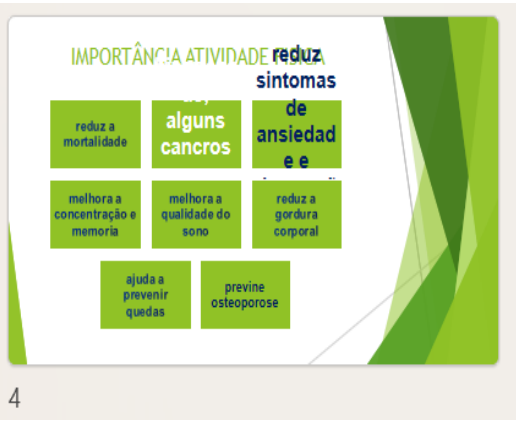 IMPORTÂNCIA ATIVIDADE FISICA
reduz a
mortalidade
alguns
cancros
reduz
sintomas
de
ansiedad
e e
melhora a
concentração e
memoria
melhora a
qualidade do
sono
reduz a
gordura
corporal
ajuda a
prevenir
quedas
previne
osteoporose
4